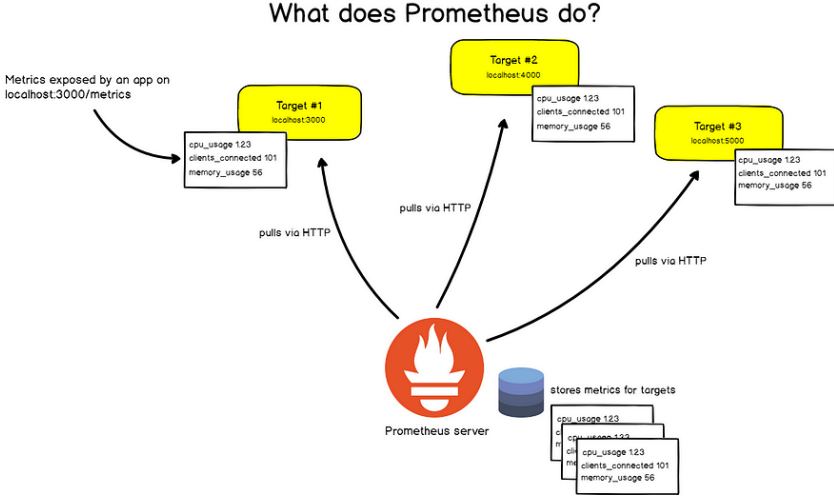 What does Prometheus do?
Metrics exposed by an app on
localhost:3000/metrics
Target #1
localhost:3000
cpu_usage 1.23
clients_connected 101
memory_usage 56
Target #2
localhost:4000
cpu_usage 1.23
clients_connected 101
memory_usage 56
Target #3
localhost:5000
cpu_usage 1.23
clients_connected 101
memory_usage 56
pulls via HTTP
pulls via HTTP
pulls via HTTP
Prometheus server
stores metrics for targets
cpu_usage 1.23
cpu_usage 1.23
cpu_usage 1.23
clients_connected 101
memory_usage 56